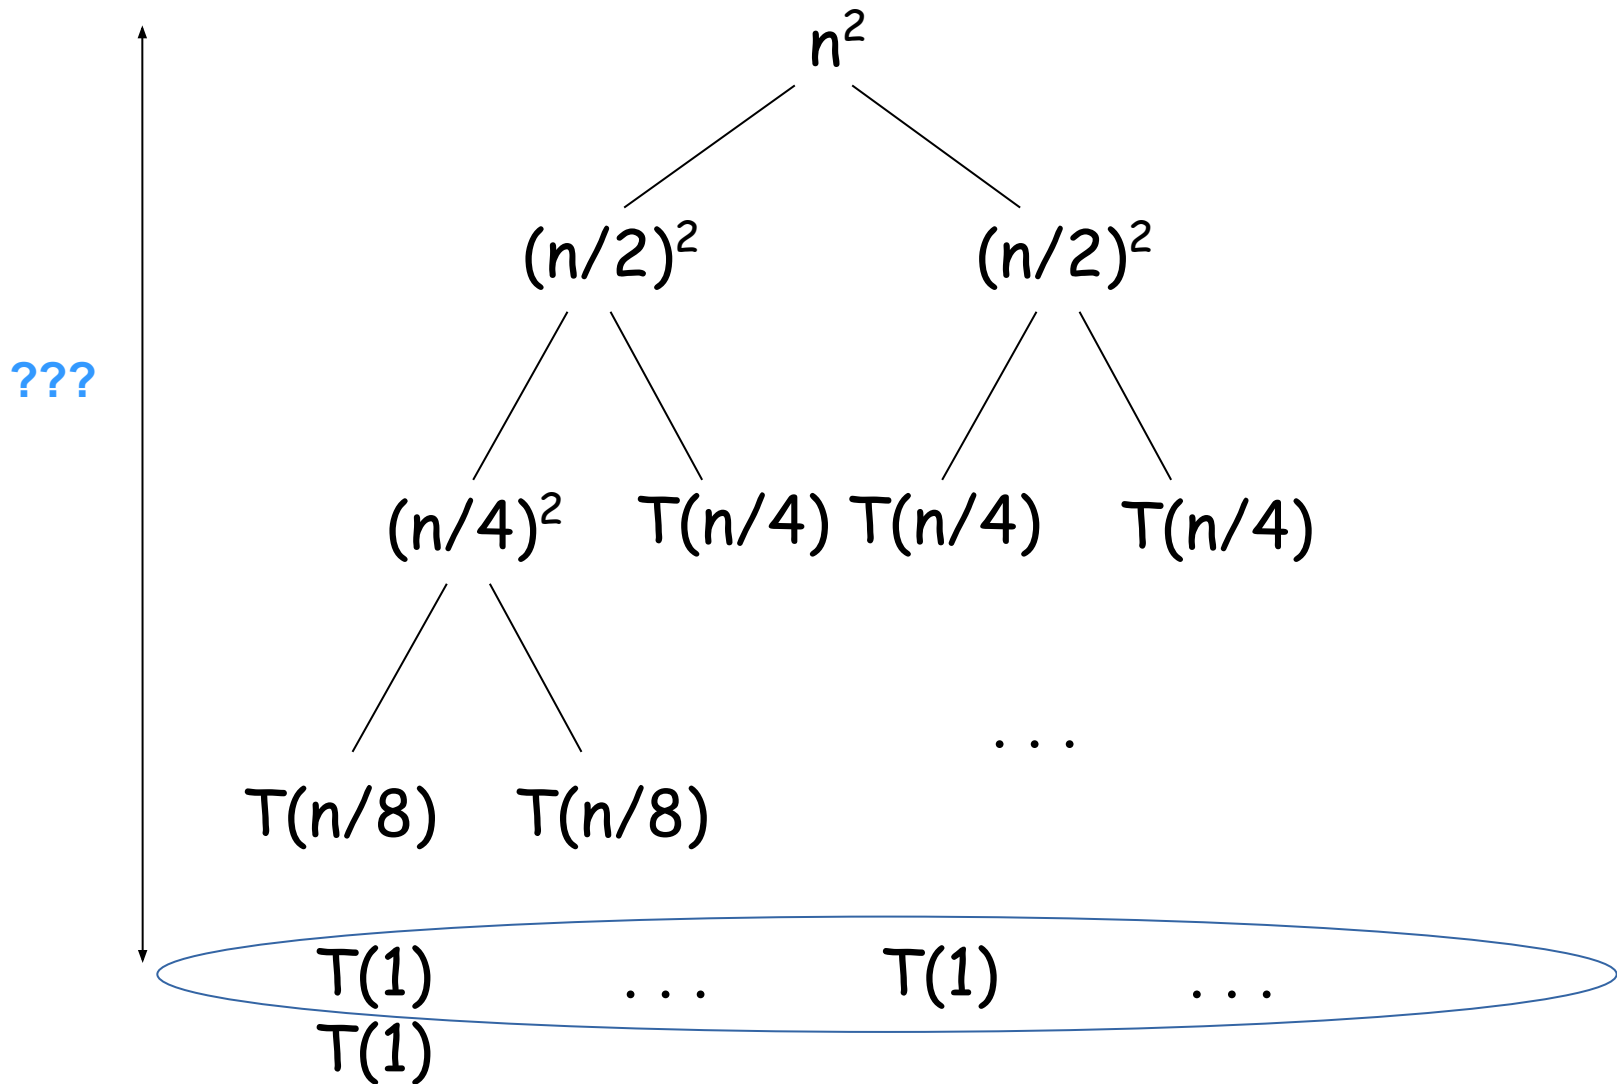 n²
(n/2)² (n/2)²
???
(n/4)² T(n/4) T(n/4) T(n/4)
. . .
T(n/8) T(n/8)
T(1) . . . T(1) . . .
T(1)